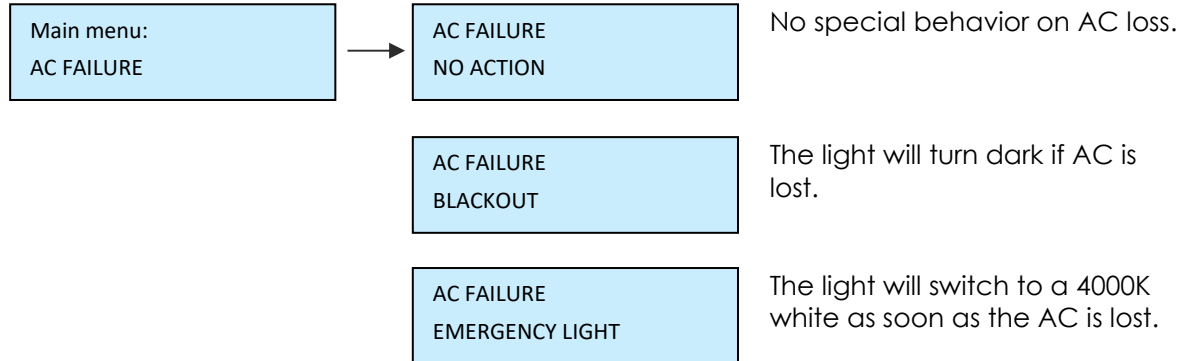 Main menu:
AC FAILURE
AC FAILURE
NO ACTION
No special behavior on AC loss.
AC FAILURE
BLACKOUT
The light will turn dark if AC is
lost.
AC FAILURE
EMERGENCY LIGHT
The light will switch to a 4000K
white as soon as the AC is lost.